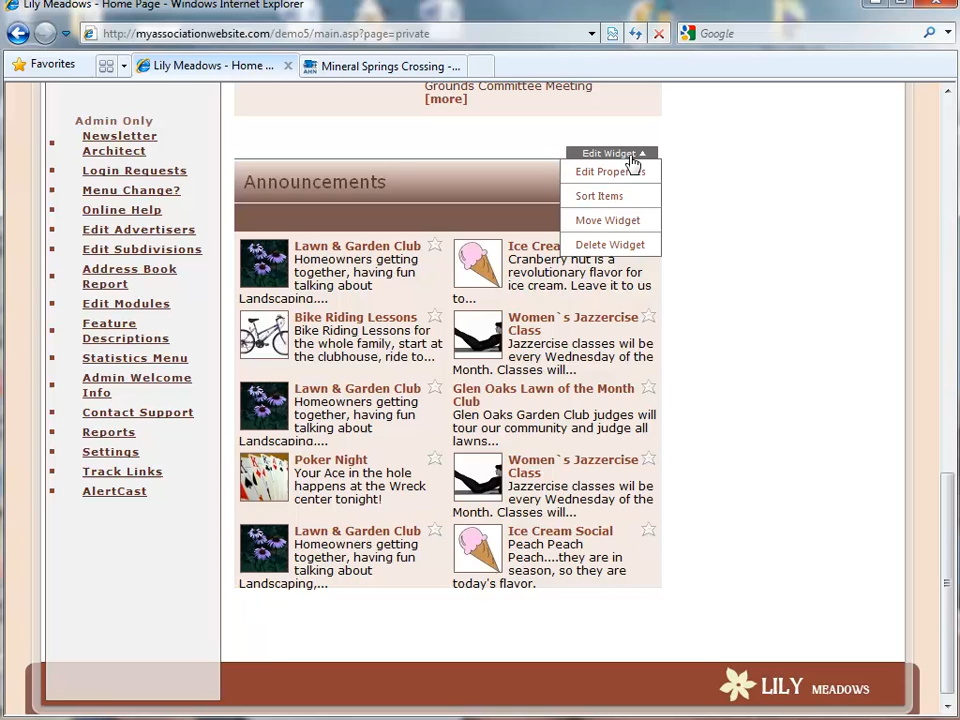 Lily Meadows - Home Page - Windows Internet Explorer
http://myassociationwebsite.com/demo5/main.asp?page=private
Google
Favorites
Lily Meadows - Home ...
Mineral Springs Crossing -...
Grounds Committee Meeting
[more]
Admin Only
Newsletter
Architect
Login Requests
Menu Change?
Online Help
Edit Advertisers
Edit Subdivisions
Address Book
Report
Edit Modules
Feature
Descriptions
Statistics Menu
Admin Welcome
Info
Contact Support
Reports
Settings
Track Links
AlertCast
Edit Widget
Edit Properties
Sort Items
Move Widget
Delete Widget
Announcements
Lawn & Garden Club
Homeowners getting
together, having fun
talking about
Landscaping,...
Ice Crea
Cranberry nut is a
revolutionary flavor for
ice cream. Leave it to us
to...
Bike Riding Lessons
Bike Riding Lessons for
the whole family, start at
the clubhouse, ride to...
Women`s Jazzercise
Class
Jazzercise classes wil be
every Wednesday of the
Month. Classes will...
Lawn & Garden Club
Homeowners getting
together, having fun
talking about
Landscaping,...
Glen Oaks Lawn of the Month
Club
Glen Oaks Garden Club judges will
tour our community and judge all
lawns...
Poker Night
Your Ace in the hole
happens at the Wreck
center tonight!
Women`s Jazzercise
Class
Jazzercise classes wil be
every Wednesday of the
Month. Classes will...
Lawn & Garden Club
Homeowners getting
together, having fun
talking about
Landscaping,...
Ice Cream Social
Peach Peach
Peach....they are in
season, so they are
today's flavor.
LILY MEADOWS